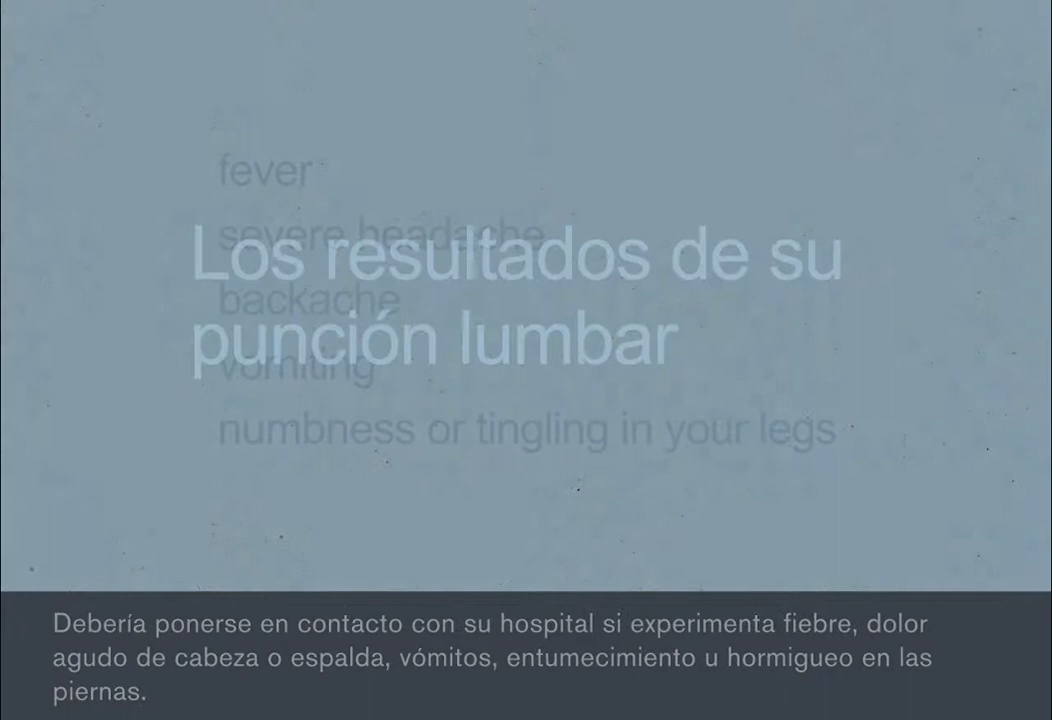 fever
severe headache
Los resultados de su
backache
punción lumbar
vomiting
numbness or tingling in your legs
Debería ponerse en contacto con su hospital si experimenta fiebre, dolor
agudo de cabeza o espalda, vómitos, entumecimiento u hormigueo en las
piernas.